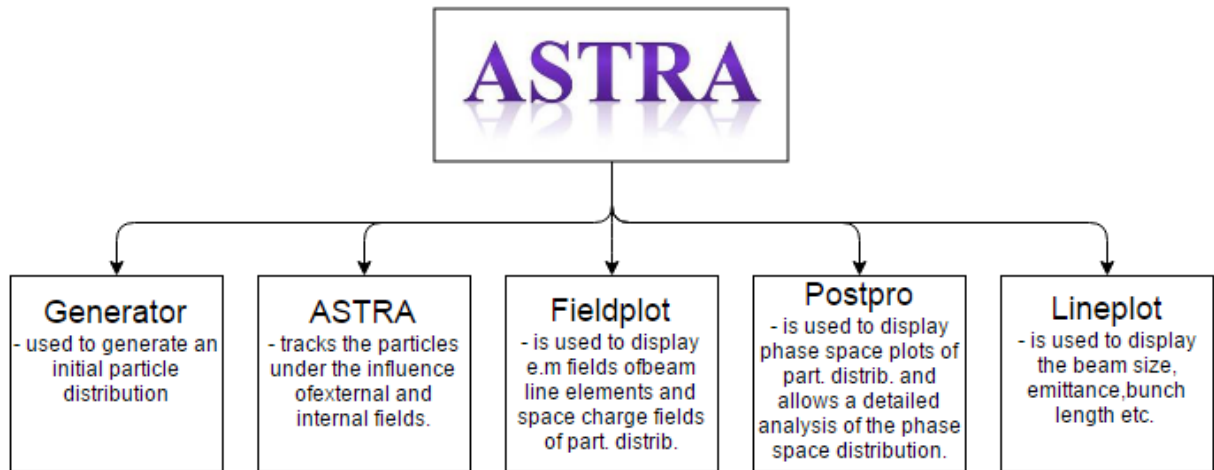 ASTRA
Generator
- used to generate an
initial particle
distribution
ASTRA
- tracks the particles
under the influence
ofexternal and
internal fields.
Fieldplot
- is used to display
e.m fields ofbeam
line elements and
space charge fields
of part. distrib.
Postpro
- is used to display
phase space plots of
part. distrib. and
allows a detailed
analysis of the phase
space distribution.
Lineplot
- is used to display
the beam size,
emittance,bunch
length etc.